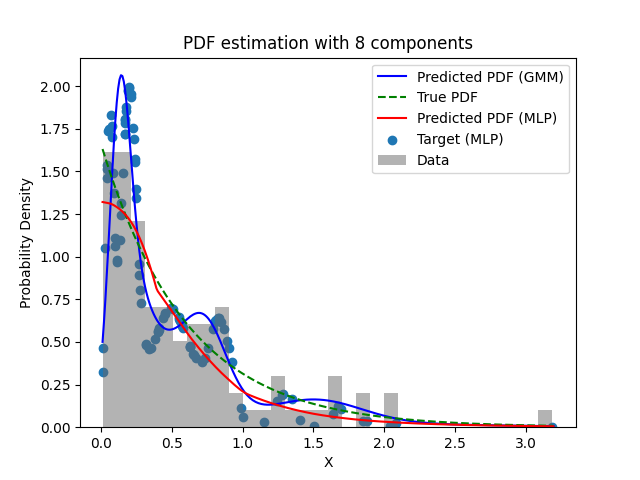 PDF estimation with 8 components
Predicted PDF (GMM)
True PDF
Predicted PDF (MLP)
Target (MLP)
Data
Probability Density
2.00
1.75
1.50
1.25
1.00
0.75
0.50
0.25
0.00
0.0 0.5 1.0 1.5 2.0 2.5 3.0
X